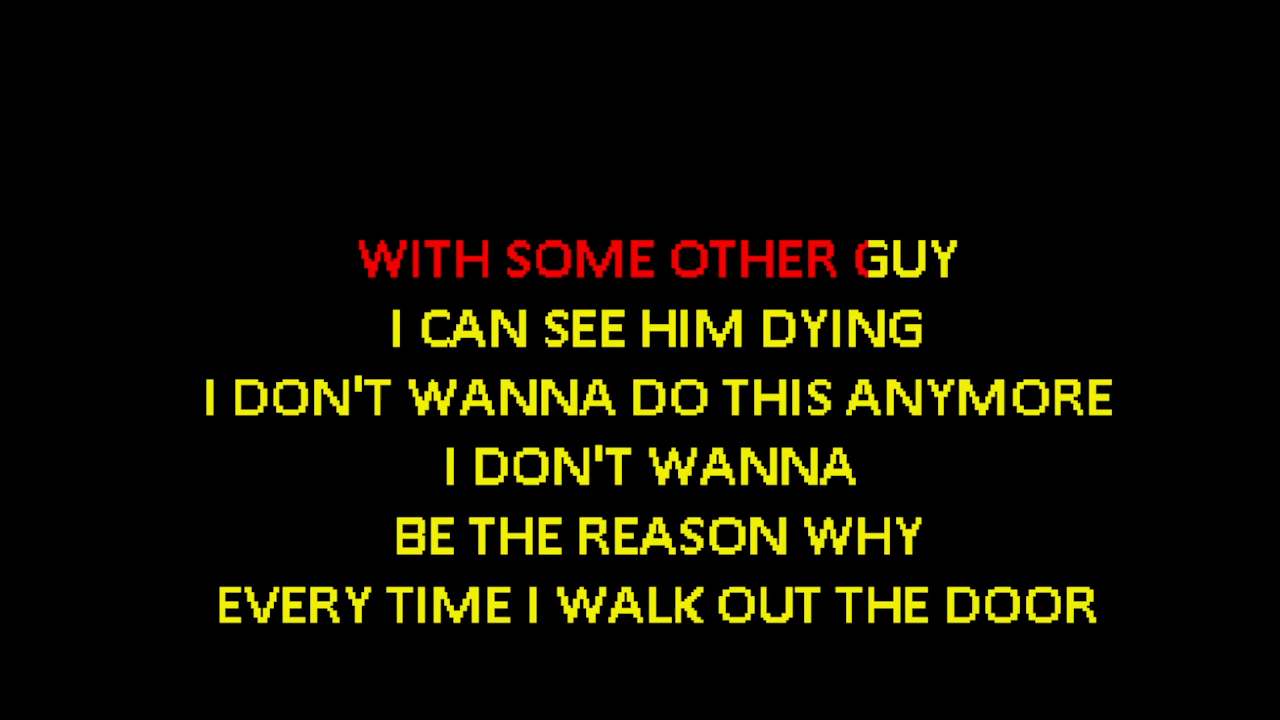 WITH SOME OTHER GUY
I CAN SEE HIM DYING
I DON'T WANNA DO THIS ANYMORE
I DON'T WANNA
BE THE REASON WHY
EVERY TIME I WALK OUT THE DOOR